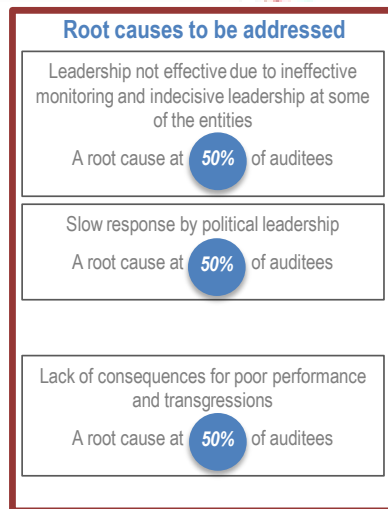 Root causes to be addressed
Leadership not effective due to ineffective
monitoring and indecisive leadership at some
of the entities
A root cause at 50% of auditees
Slow response by political leadership
A root cause at 50% of auditees
Lack of consequences for poor performance
and transgressions
A root cause at 50% of auditees